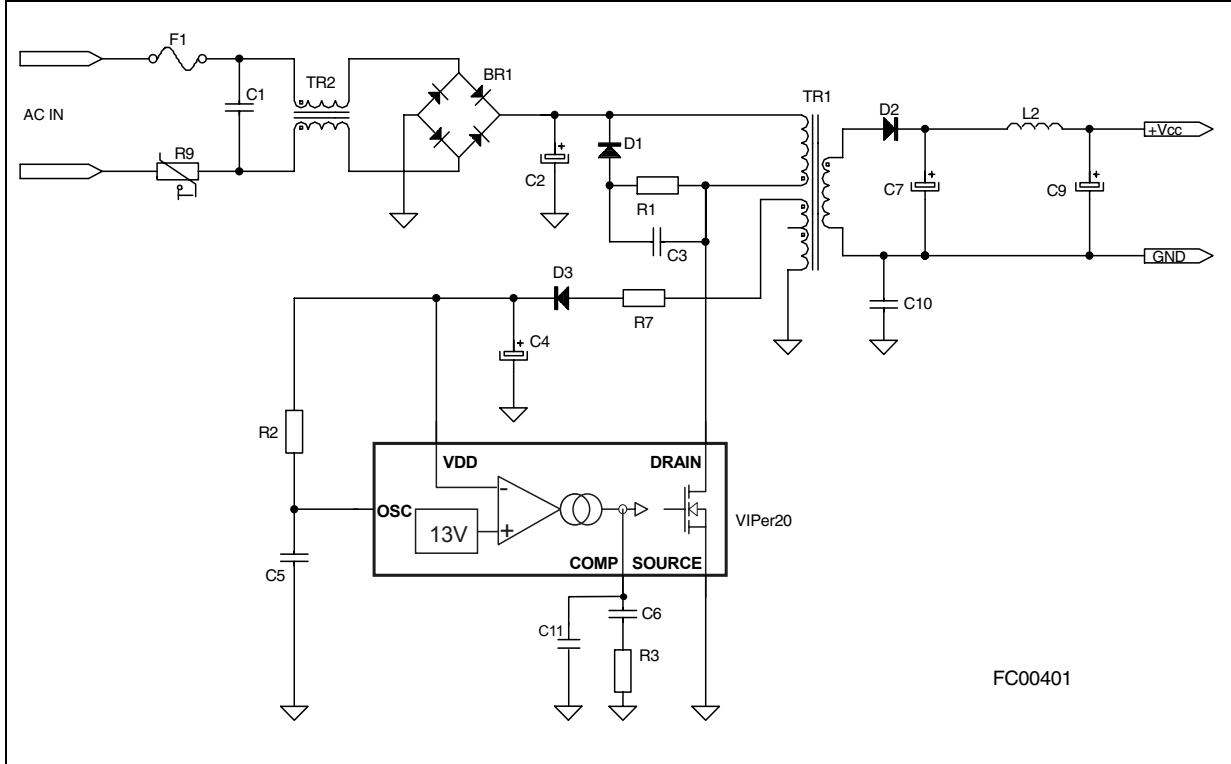 F1
TR2
BR1
TR1
C1
AC IN
D2
L2
+Vcc
D1
R9
T
C2
+
R1
C7
+
C9
+
C3
GND
D3
R7
C10
C4
+
R2
VDD
DRAIN
OSC
-
13V
+
VIPer20
COMP
SOURCE
C5
C6
C11
R3
FC00401